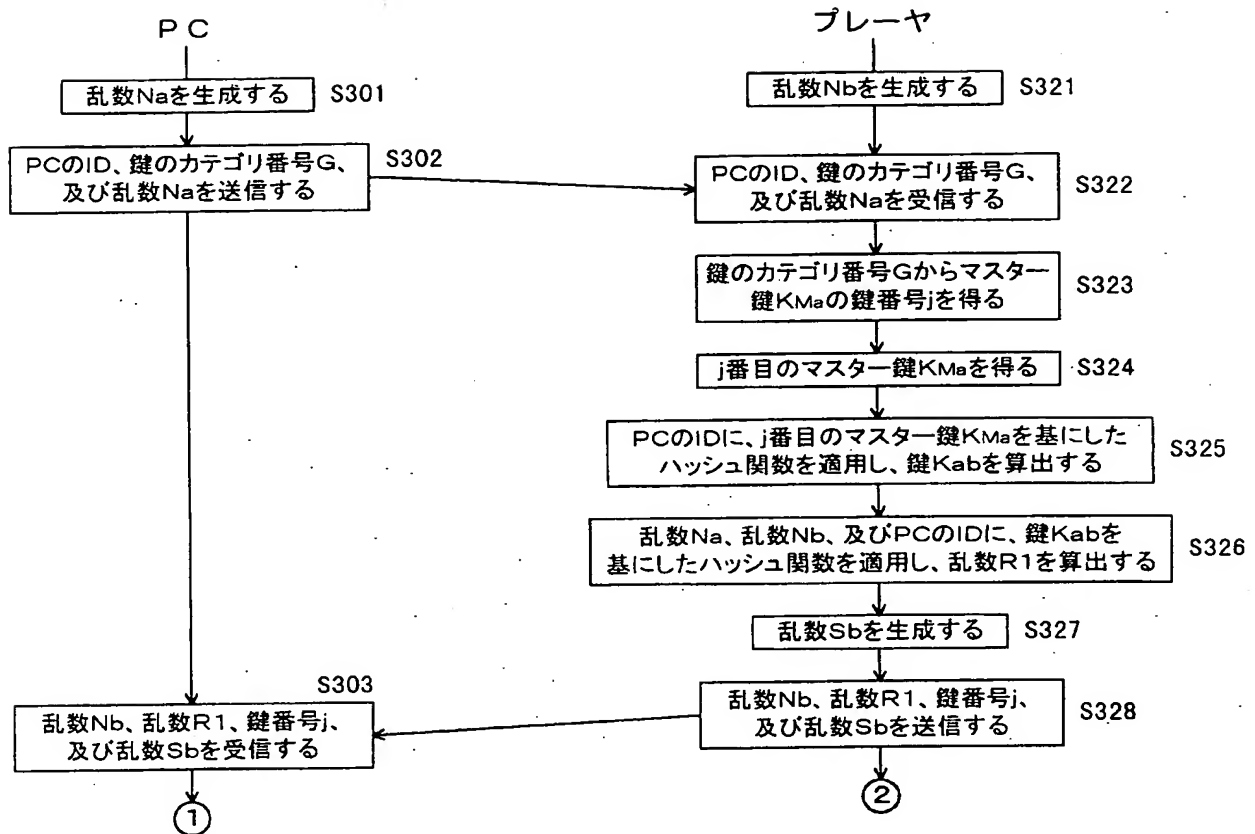 PC
乱数Naを生成する
S301
PCのID、鍵のカテゴリ番号G、
及び乱数Naを送信する
S302
プレーヤ
乱数Nbを生成する
S321
PCのID、鍵のカテゴリ番号G、
及び乱数Naを受信する
S322
鍵のカテゴリ番号Gからマスター
鍵KMaの鍵番号jを得る
S323
j番目のマスター鍵KMaを得る
S324
PCのIDに、j番目のマスター鍵KMaを基にした
ハッシュ関数を適用し、鍵Kabを算出する
S325
乱数Na、乱数Nb、及びPCのIDに、鍵Kabを
基にしたハッシュ関数を適用し、乱数R1を算出する
S326
乱数Sbを生成する
S327
乱数Nb、乱数R1、鍵番号j、
及び乱数Sbを送信する
S328
②
S303
乱数Nb、乱数R1、鍵番号j、
及び乱数Sbを受信する
①